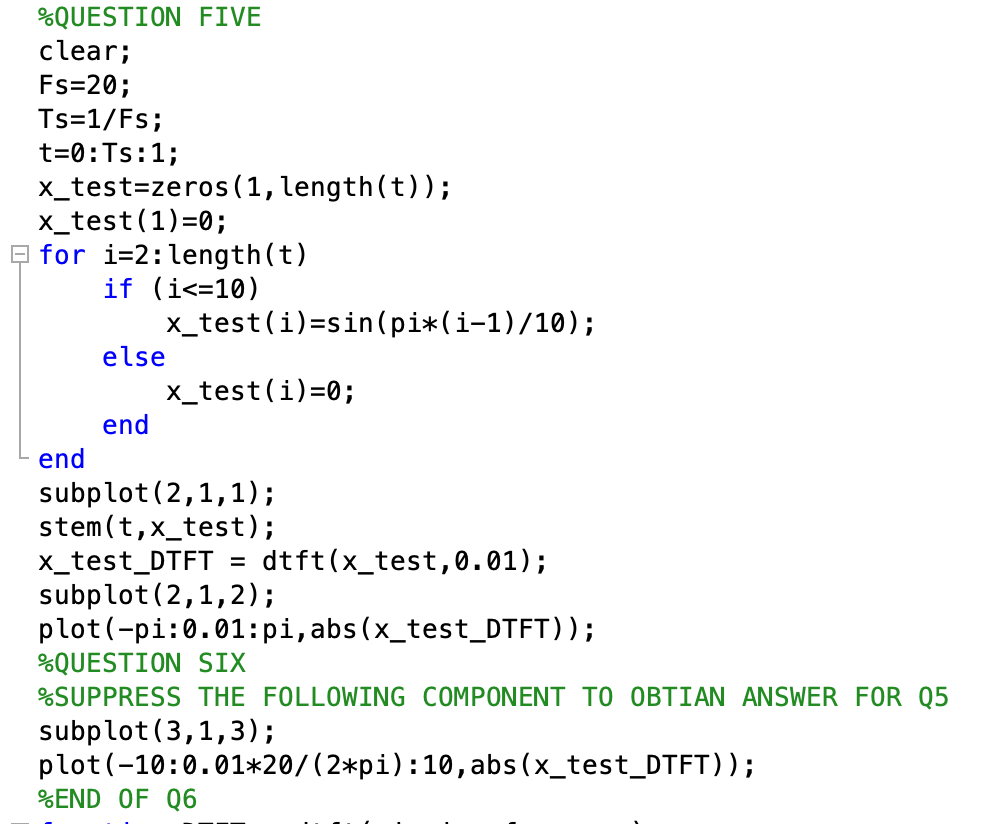 %QUESTION FIVE
clear;
Fs=20;
Ts=1/Fs;
t=0:Ts:1;
x_test=zeros(1,length(t));
x_test(1)=0;
for i=2:length(t)
if (i<=10)
x_test(i)=sin(pi*(i-1)/10);
else
x_test(i)=0;
end
end
subplot(2,1,1);
stem(t,x_test);
x_test_DTFT = dtft(x_test,0.01);
subplot(2,1,2);
plot(-pi:0.01:pi,abs(x_test_DTFT));
%QUESTION SIX
%SUPPRESS THE FOLLOWING COMPONENT TO OBTIAN ANSWER FOR Q5
subplot(3,1,3);
plot(-10:0.01*20/(2*pi):10,abs(x_test_DTFT));
%END OF Q6